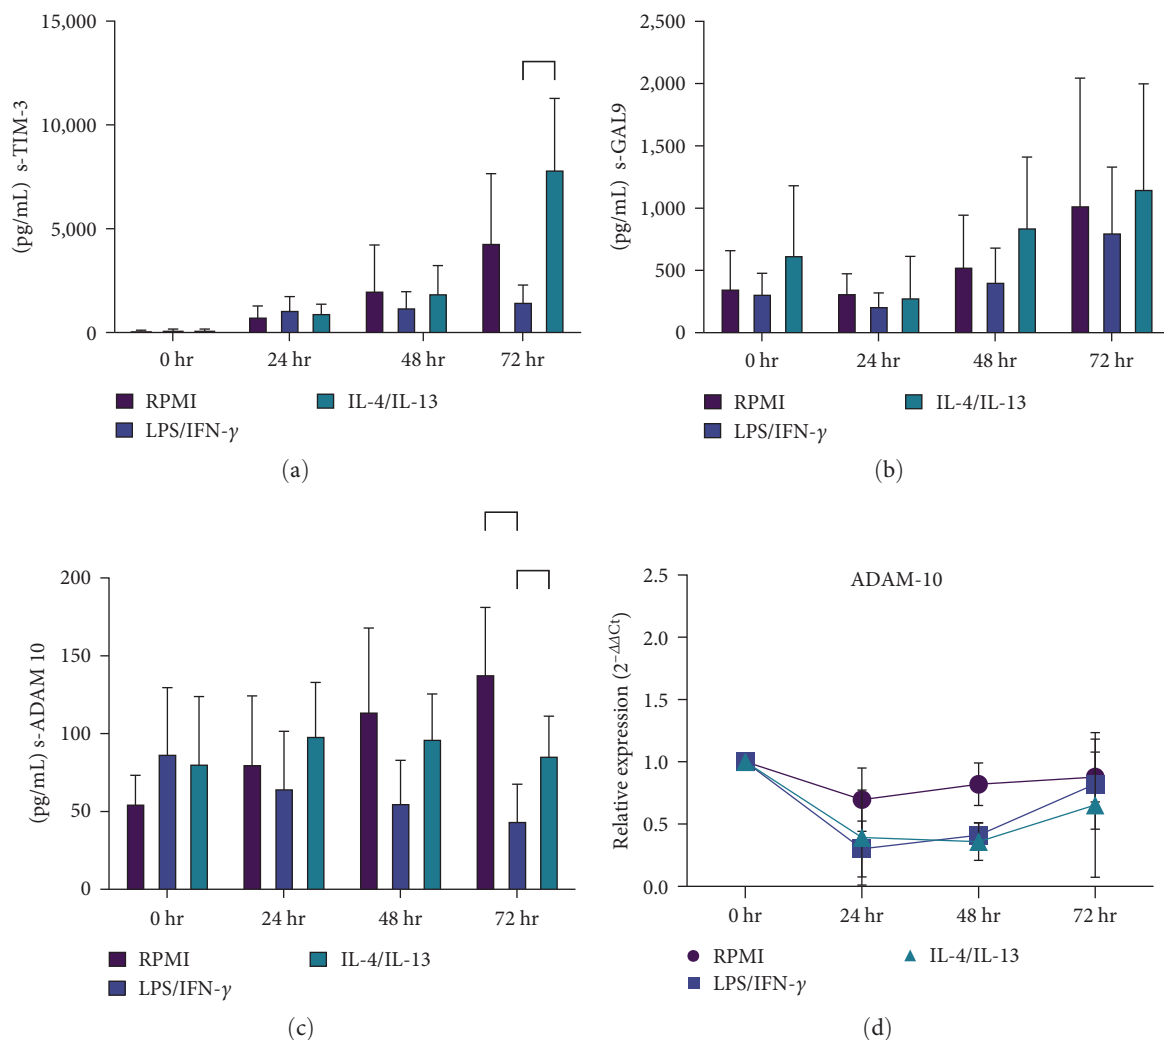 15,000
10,000
5,000
0
(pg/mL) s-TIM-3
0 hr 24 hr 48 hr 72 hr
RPMI
LPS/IFN-γ
IL-4/IL-13
(a)
2,500
2,000
1,500
1,000
500
0
(pg/mL) s-GAL9
0 hr 24 hr 48 hr 72 hr
RPMI
LPS/IFN-γ
IL-4/IL-13
(b)
200
150
100
50
0
(pg/mL) s-ADAM 10
0 hr 24 hr 48 hr 72 hr
RPMI
LPS/IFN-γ
IL-4/IL-13
(c)
ADAM-10
2.5
2.0
1.5
1.0
0.5
0.0
Relative expression (2^−ΔΔCt)
0 hr 24 hr 48 hr 72 hr
RPMI
LPS/IFN-γ
IL-4/IL-13
(d)